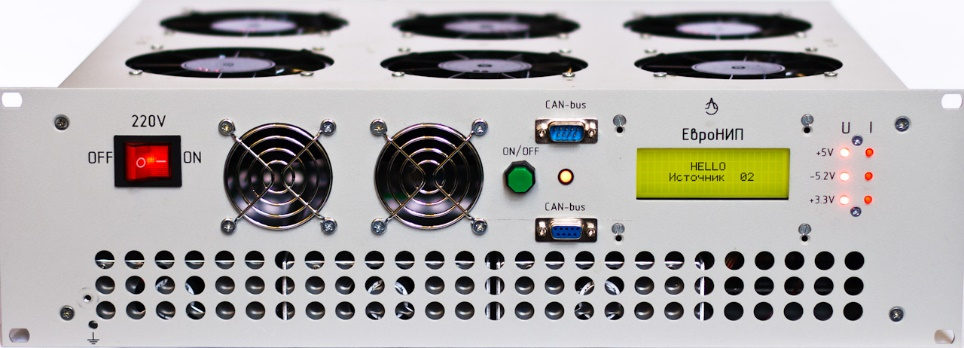 220V
OFF
ON
CAN-bus
ON/OFF
CAN-bus
ЕвроНИП
HELLO
Источник 02
U I
+5V
-5.2V
+3.3V